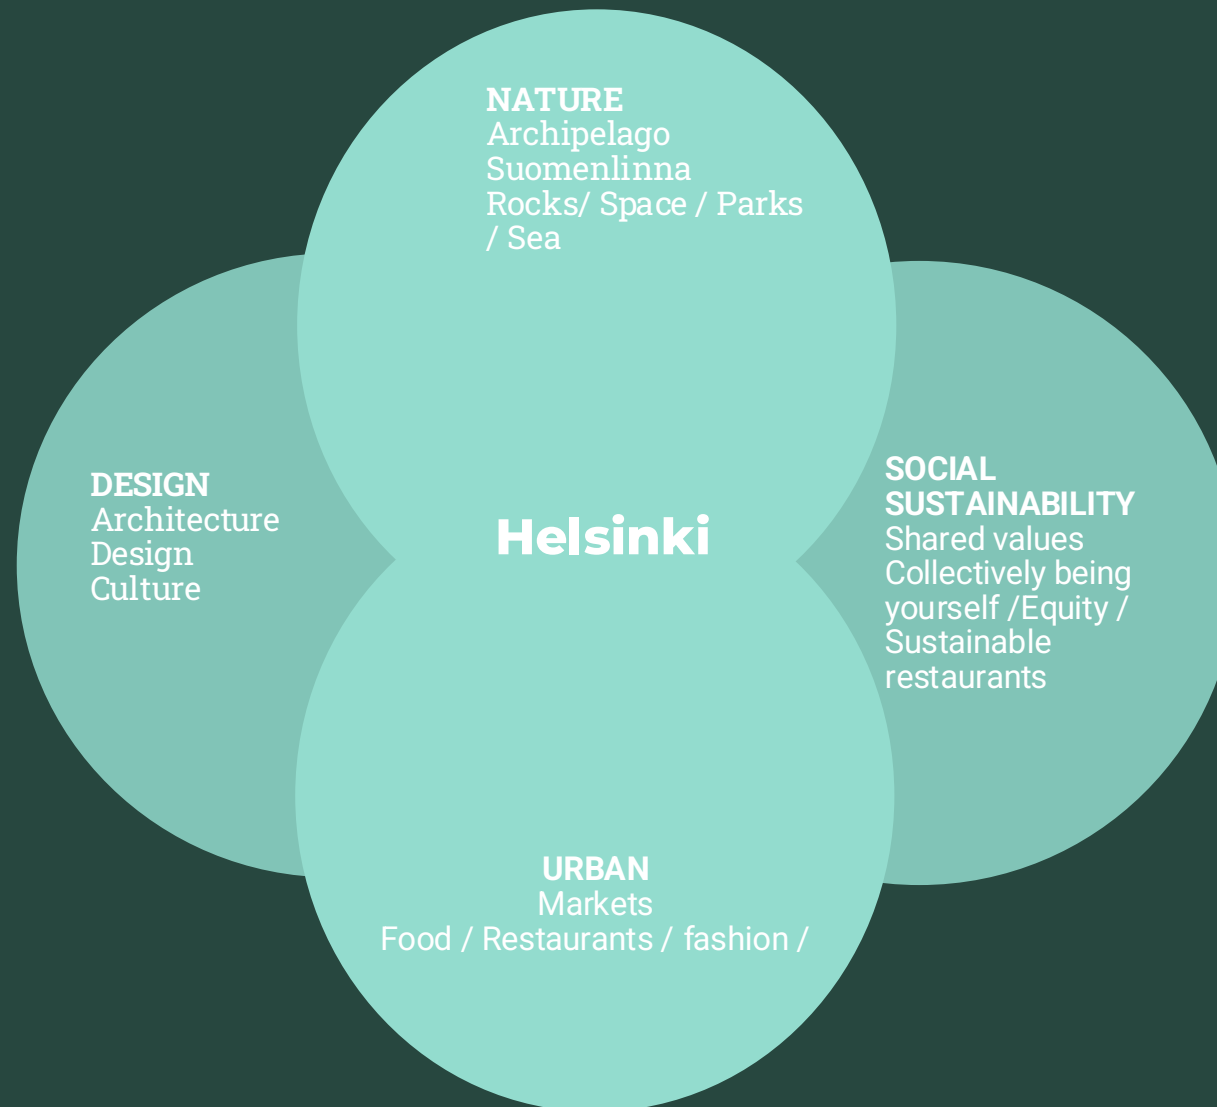 NATURE
Archipelago
Suomenlinna
Rocks/ Space / Parks
/ Sea
DESIGN
Architecture
Design
Culture
Helsinki
SOCIAL
SUSTAINABILITY
Shared values
Collectively being
yourself /Equity /
Sustainable
restaurants
URBAN
Markets
Food / Restaurants / fashion /